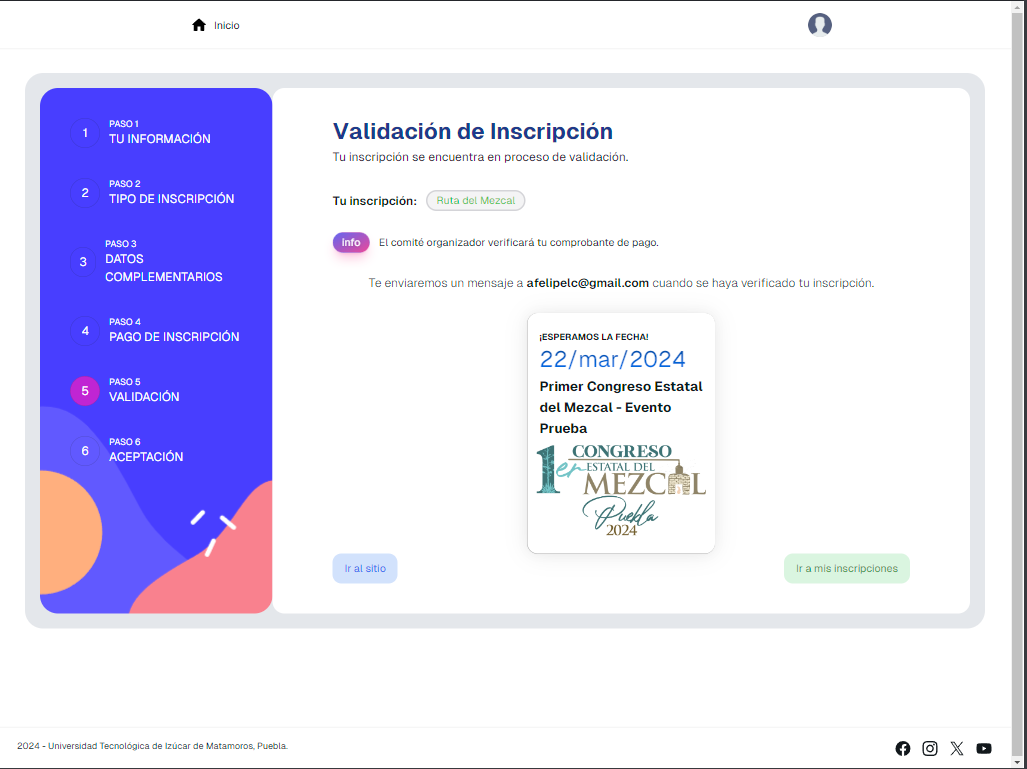 Inicio
1
PASO 1
TU INFORMACIÓN
2
PASO 2
TIPO DE INSCRIPCIÓN
3
PASO 3
DATOS
COMPLEMENTARIOS
4
PASO 4
PAGO DE INSCRIPCIÓN
5
PASO 5
VALIDACIÓN
6
PASO 6
ACEPTACIÓN
Validación de Inscripción
Tu inscripción se encuentra en proceso de validación.
Tu inscripción: Ruta del Mezcal
Info El comité organizador verificará tu comprobante de pago.
Te enviaremos un mensaje a afelipelc@gmail.com cuando se haya verificado tu inscripción.
¡ESPERAMOS LA FECHA!
22/mar/2024
Primer Congreso Estatal
del Mezcal - Evento
Prueba
1er CONGRESO
ESTATAL DEL
MEZCAL
Puebla
2024
Ir al sitio
Ir a mis inscripciones
2024 - Universidad Tecnológica de Izúcar de Matamoros, Puebla.